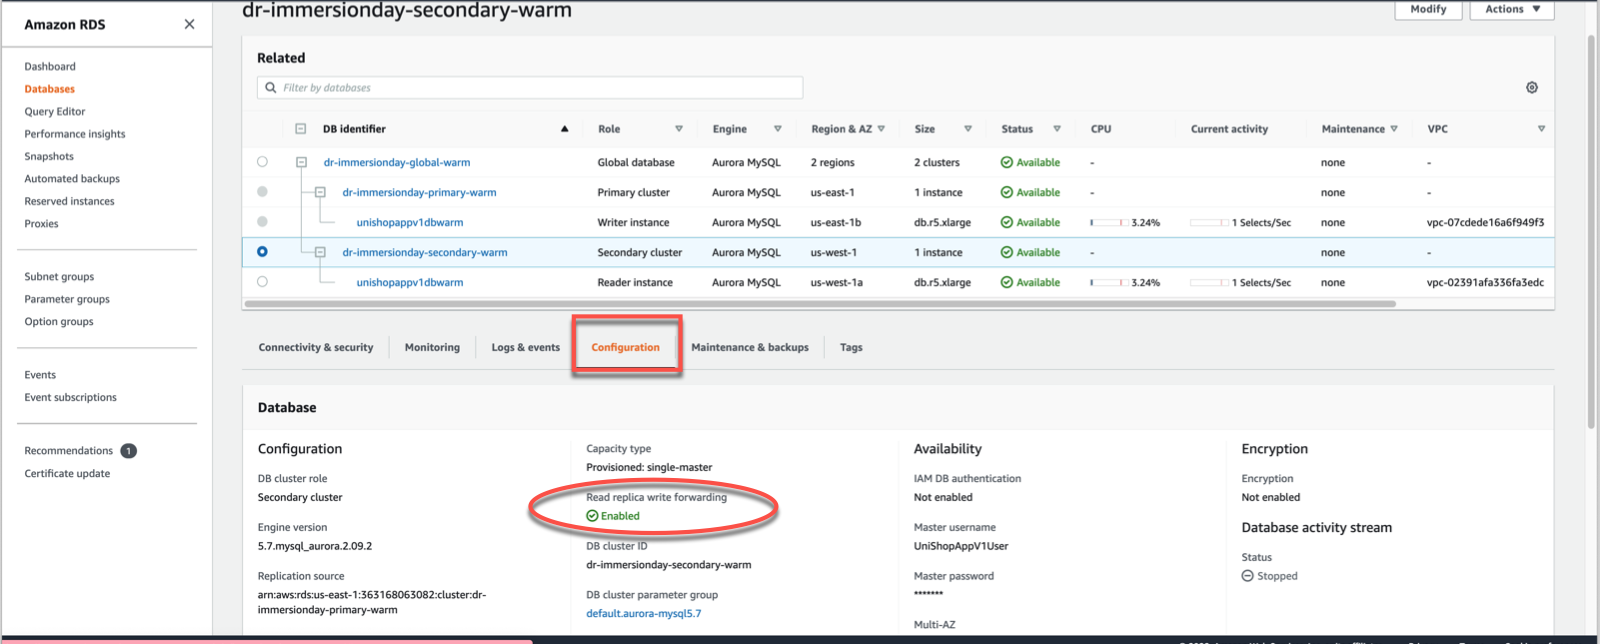 dr-immersionday-secondary-warm
Modify
Actions
Amazon RDS
Dashboard
Databases
Query Editor
Performance insights
Snapshots
Automated backups
Reserved instances
Proxies
Subnet groups
Parameter groups
Option groups
Events
Event subscriptions
Recommendations 1
Certificate update
Related
Filter by databases
DB identifier Role Engine Region & AZ Size Status CPU Current activity Maintenance VPC
dr-immersionday-global-warm Global database Aurora MySQL 2 regions 2 clusters Available - none -
dr-immersionday-primary-warm Primary cluster Aurora MySQL us-east-1 1 instance Available - none -
unishopappv1dbwarm Writer instance Aurora MySQL us-east-1b db.r5.xlarge Available 3.24% 1 Selects/Sec none vpc-07cdede16a6f949f3
dr-immersionday-secondary-warm Secondary cluster Aurora MySQL us-west-1 1 instance Available - none -
unishopappv1dbwarm Reader instance Aurora MySQL us-west-1a db.r5.xlarge Available 3.24% 1 Selects/Sec none vpc-02391afa336fa3edc
Connectivity & security Monitoring Logs & events Configuration Maintenance & backups Tags
Database
Configuration
DB cluster role
Secondary cluster
Engine version
5.7.mysql_aurora.2.09.2
Replication source
arn:aws:rds:us-east-1:363168063082:cluster:dr-
immersionday-primary-warm
Capacity type
Provisioned: single-master
Read replica write forwarding
Enabled
DB cluster ID
dr-immersionday-secondary-warm
DB cluster parameter group
default.aurora-mysql5.7
Availability
IAM DB authentication
Not enabled
Master username
UniShopAppV1User
Master password
*******
Multi-AZ
Encryption
Encryption
Not enabled
Database activity stream
Status
Stopped